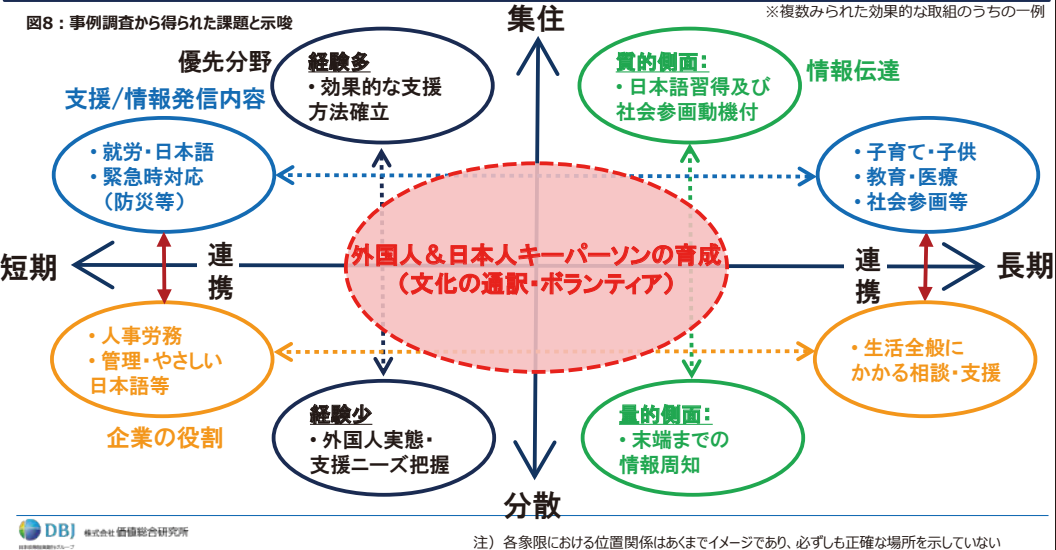 図8：事例調査から得られた課題と示唆
※複数みられた効果的な取組のうちの一例
集住
優先分野
経験多
・効果的な支援
方法確立
質的側面：
・日本語習得及び
社会参画動機付
情報伝達
支援/情報発信内容
・就労・日本語
・緊急時対応
（防災等）
・子育て・子供
・教育・医療
・社会参画等
外国人＆日本人キーパーソンの育成
（文化の通訳・ボランティア）
短期
連
携
連
携
長期
・人事労務
・管理・やさしい
日本語等
・生活全般に
かかる相談・支援
企業の役割
経験少
・外国人実態・
支援ニーズ把握
量的側面：
・末端までの
情報周知
分散
DBJ 株式会社 価値総合研究所
注）各象限における位置関係はあくまでイメージであり、必ずしも正確な場所を示していない